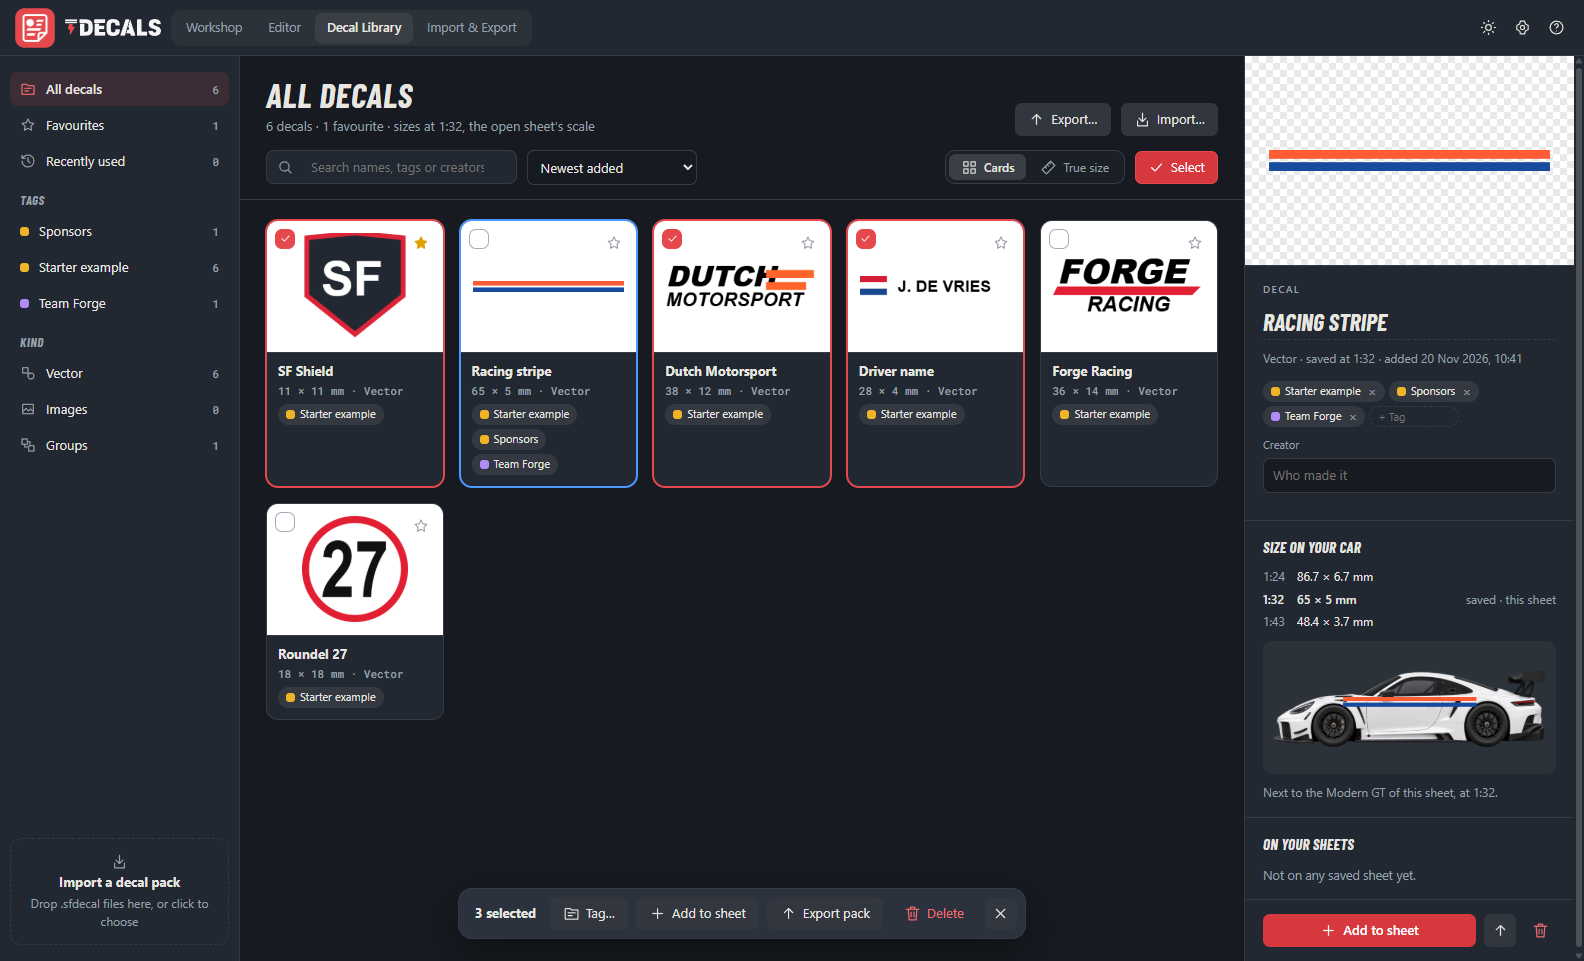 DECALS
Workshop
Editor
Decal Library
Import & Export
All decals 6
Favourites 1
Recently used 0
TAGS
Sponsors 1
Starter example 6
Team Forge 1
KIND
Vector 6
Images 0
Groups 1
Import a decal pack
Drop .sfdecal files here, or click to
choose
ALL DECALS
6 decals · 1 favourite · sizes at 1:32, the open sheet's scale
Export...
Import...
Search names, tags or creators
Newest added
Cards
True size
Select
SF
SF Shield
11 × 11 mm · Vector
Starter example
Racing stripe
65 × 5 mm · Vector
Starter example
Sponsors
Team Forge
DUTCH
MOTORSPORT
Dutch Motorsport
38 × 12 mm · Vector
Starter example
J. DE VRIES
Driver name
28 × 4 mm · Vector
Starter example
FORGE
RACING
Forge Racing
36 × 14 mm · Vector
Starter example
27
Roundel 27
18 × 18 mm · Vector
Starter example
3 selected
Tag...
Add to sheet
Export pack
Delete
DECAL
RACING STRIPE
Vector · saved at 1:32 · added 20 Nov 2026, 10:41
Starter example ×
Sponsors ×
Team Forge ×
+ Tag
Creator
Who made it
SIZE ON YOUR CAR
1:24 86.7 × 6.7 mm
1:32 65 × 5 mm saved · this sheet
1:43 48.4 × 3.7 mm
Next to the Modern GT of this sheet, at 1:32.
ON YOUR SHEETS
Not on any saved sheet yet.
Add to sheet